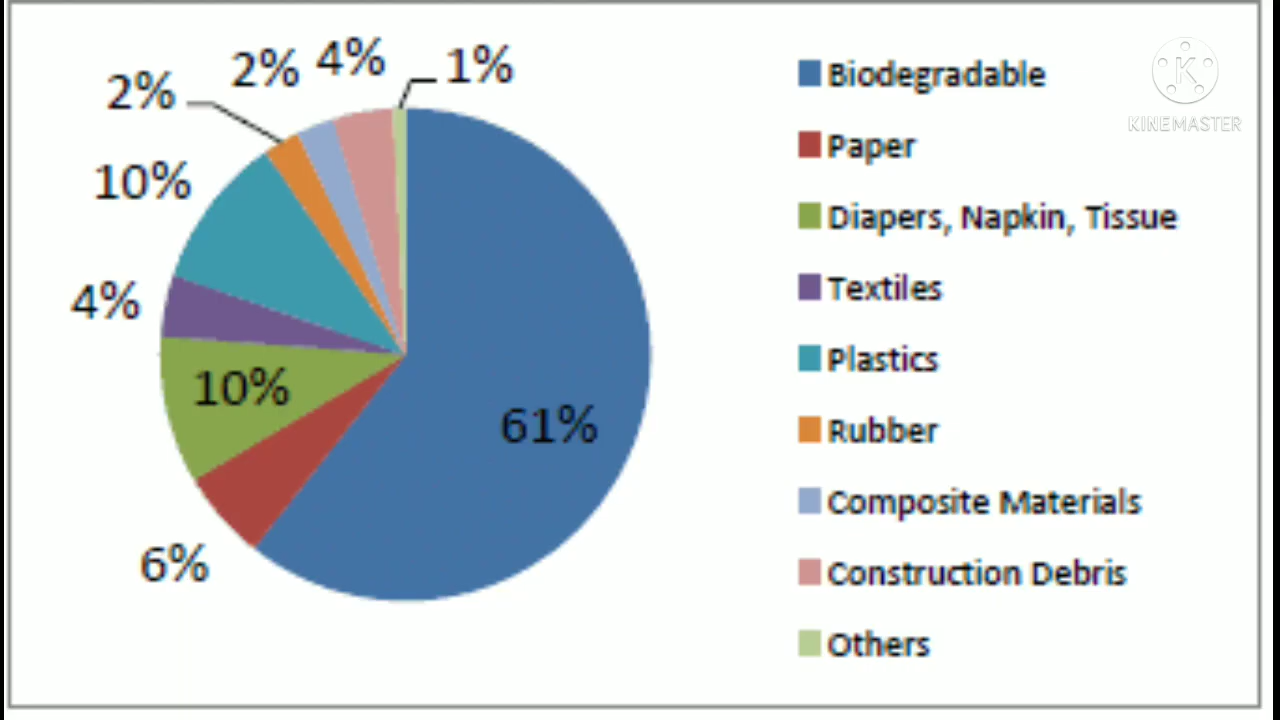 2% 4% 1%
2%
10%
4%
10%
61%
6%
Biodegradable
Paper
Diapers, Napkin, Tissue
Textiles
Plastics
Rubber
Composite Materials
Construction Debris
Others
K
KINEMASTER